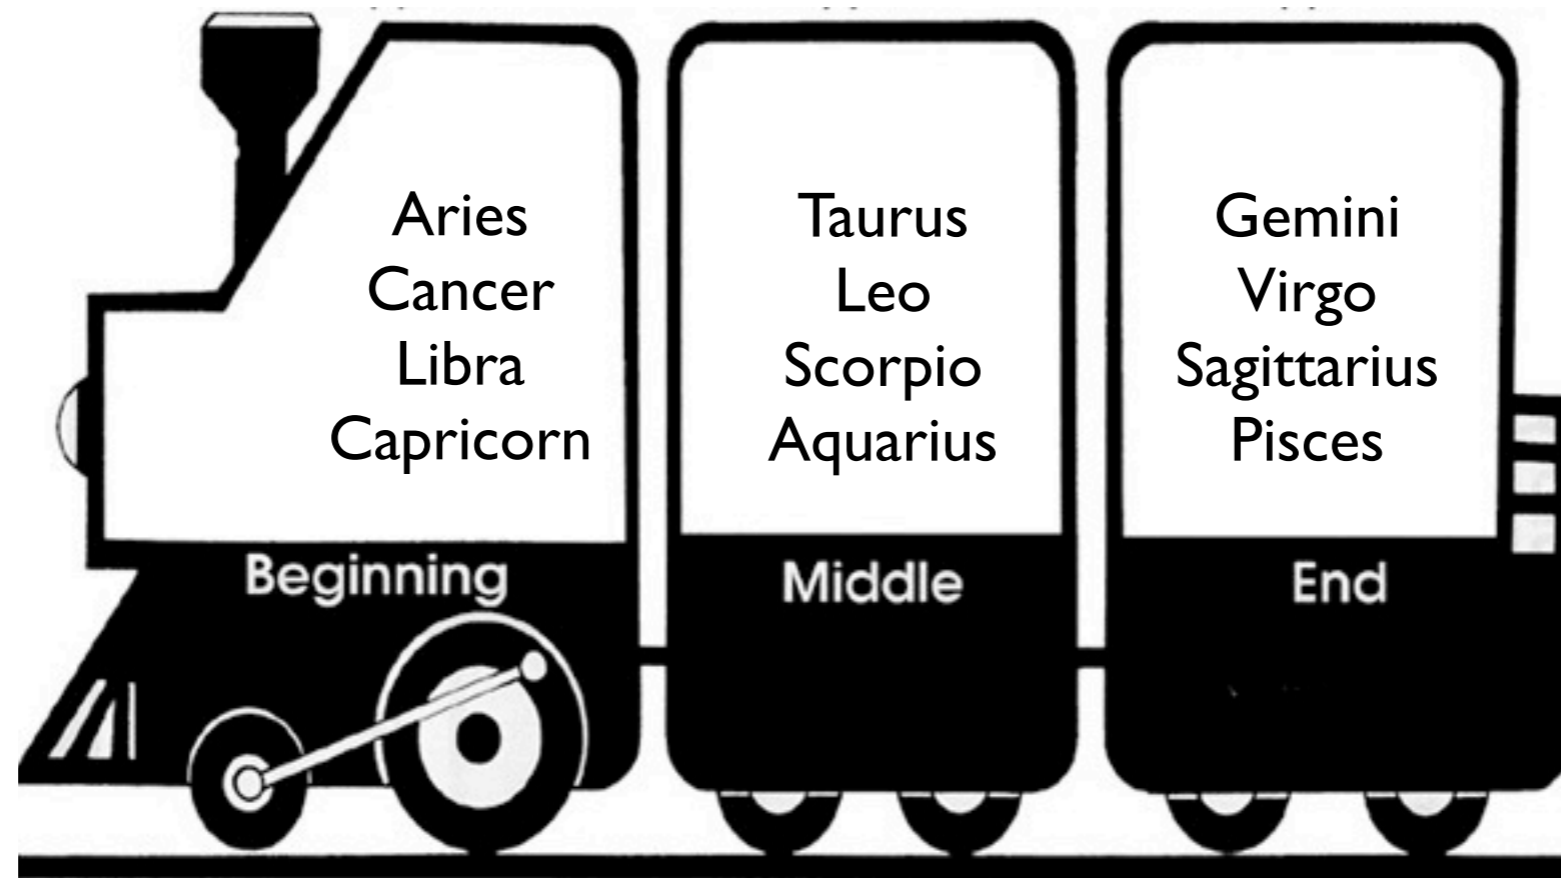 Aries
Cancer
Libra
Capricorn
Beginning
Taurus
Leo
Scorpio
Aquarius
Middle
Gemini
Virgo
Sagittarius
Pisces
End